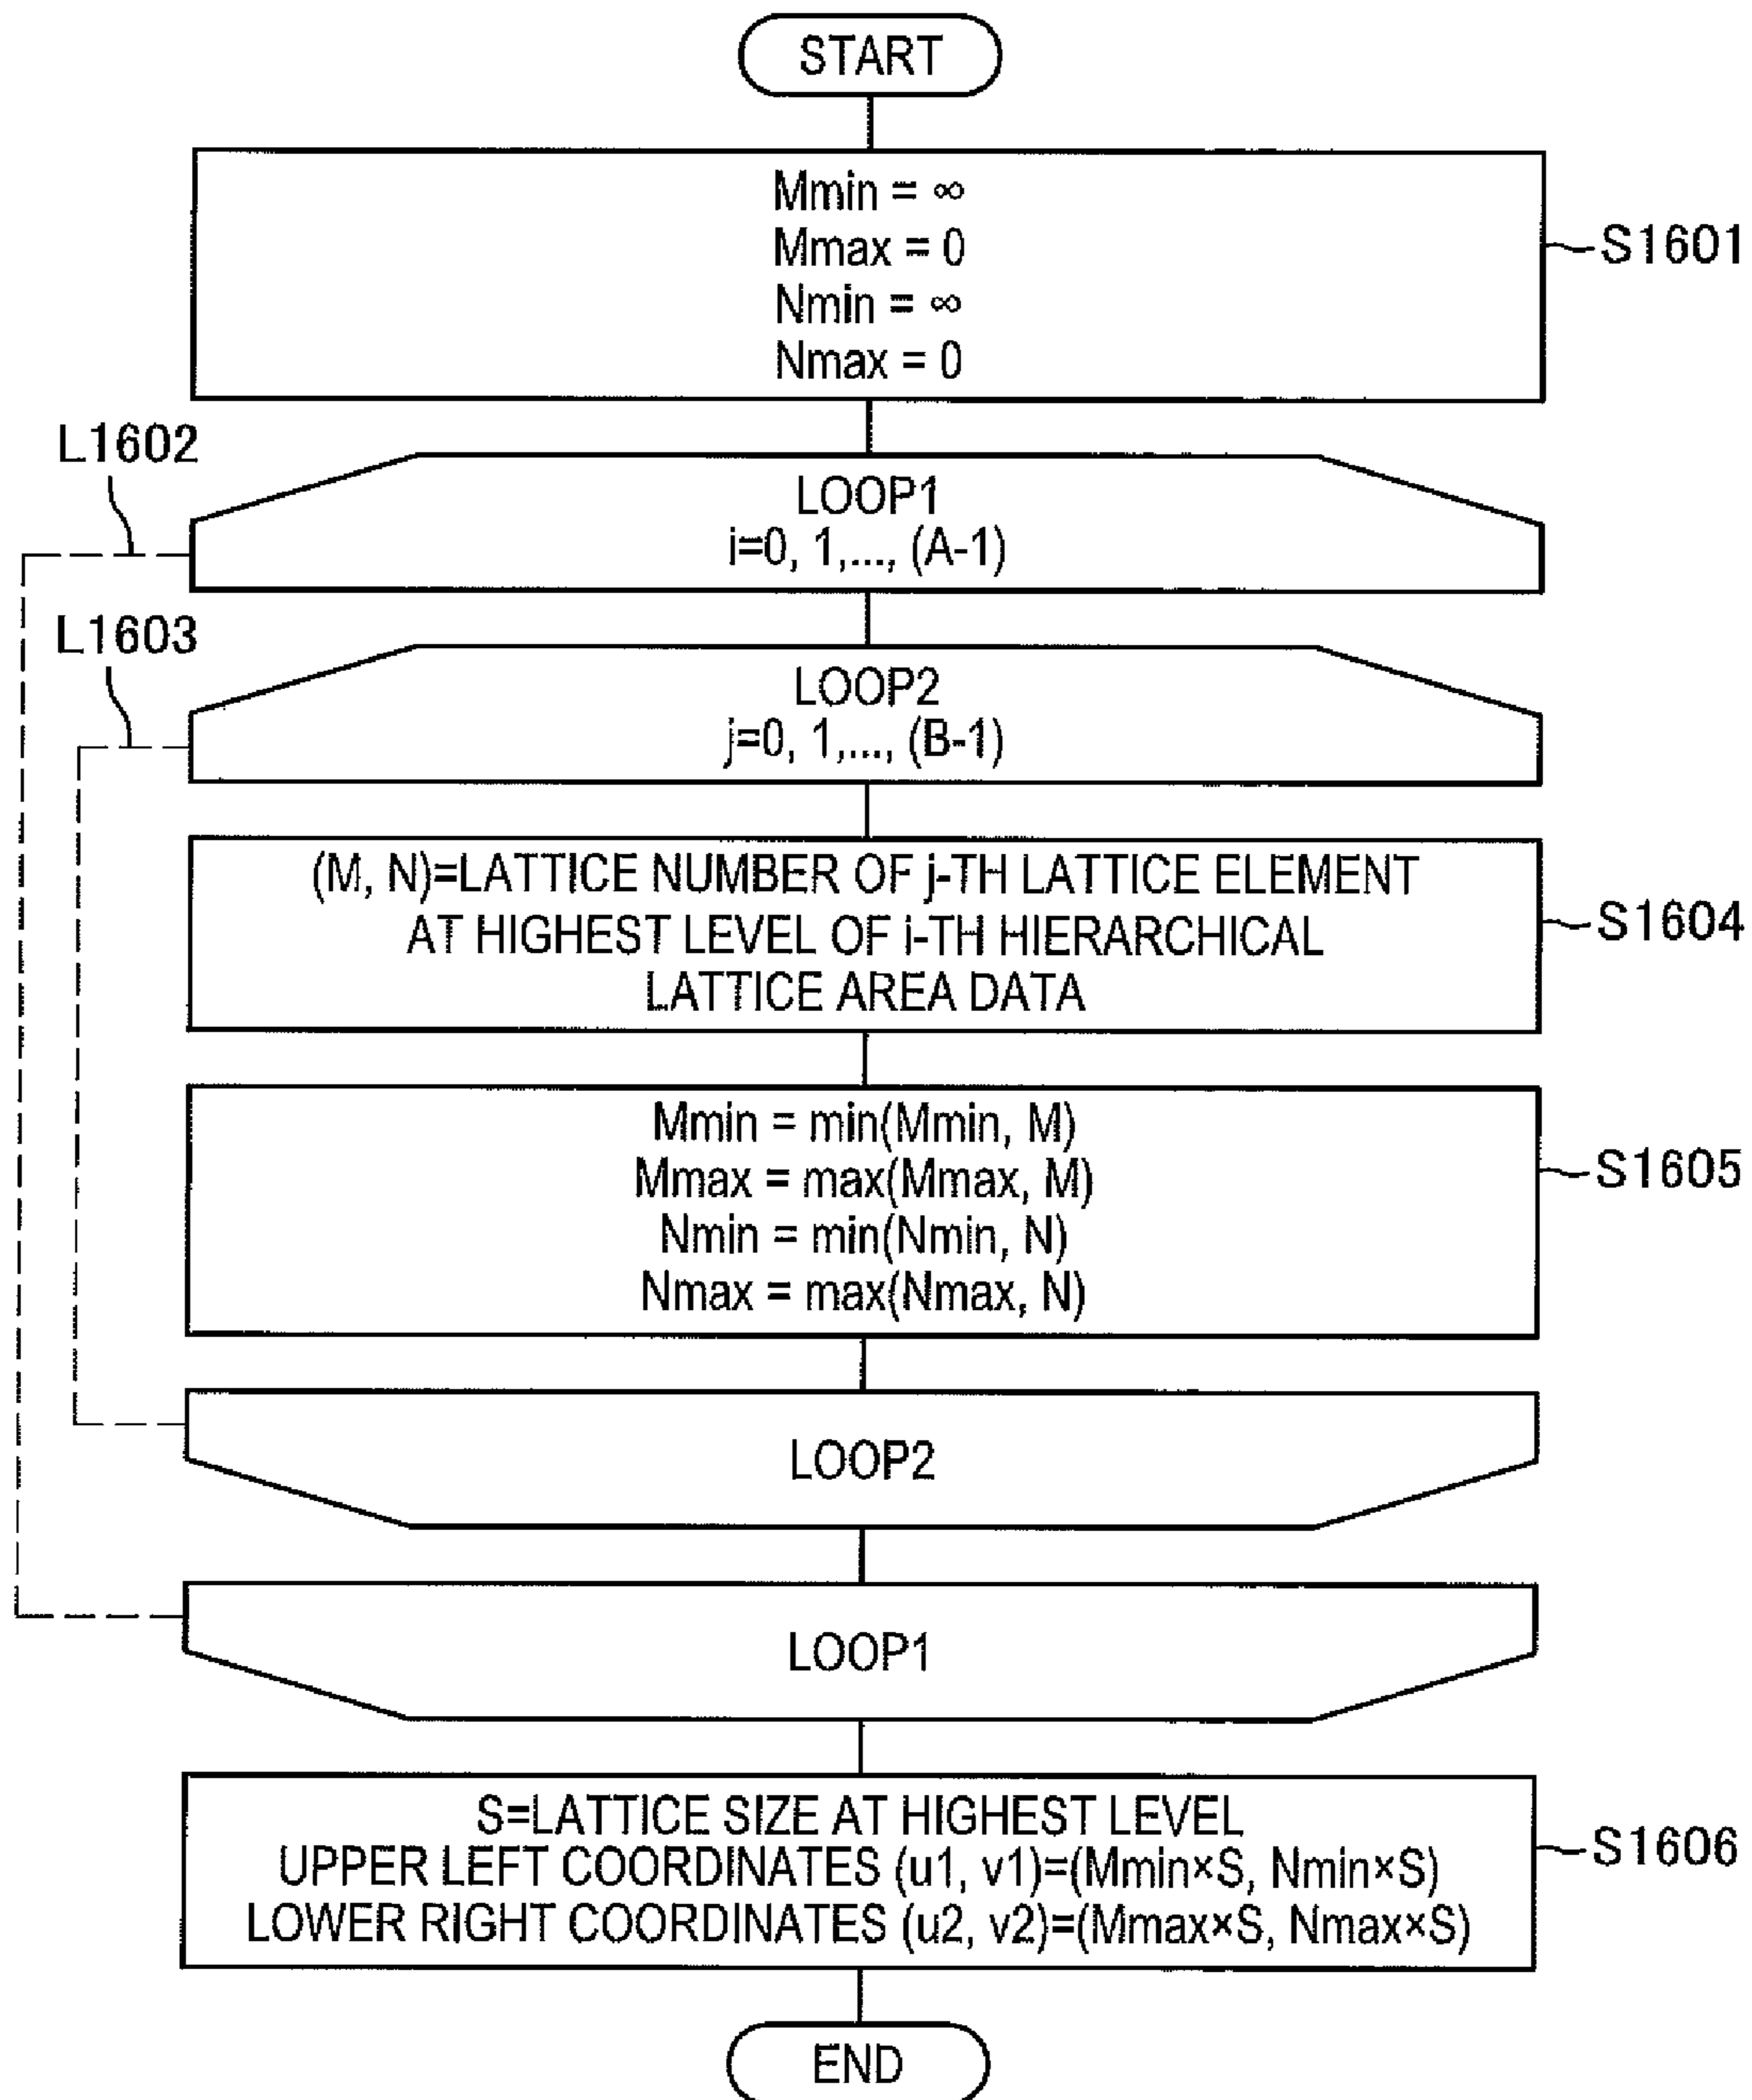 START
Mmin = ∞
Mmax = 0
Nmin = ∞
Nmax = 0
S1601
L1602
LOOP1
i=0, 1,..., (A-1)
L1603
LOOP2
j=0, 1,..., (B-1)
(M, N)=LATTICE NUMBER OF j-TH LATTICE ELEMENT
AT HIGHEST LEVEL OF i-TH HIERARCHICAL
LATTICE AREA DATA
S1604
Mmin = min(Mmin, M)
Mmax = max(Mmax, M)
Nmin = min(Nmin, N)
Nmax = max(Nmax, N)
S1605
LOOP2
LOOP1
S=LATTICE SIZE AT HIGHEST LEVEL
UPPER LEFT COORDINATES (u1, v1)=(Mmin×S, Nmin×S)
LOWER RIGHT COORDINATES (u2, v2)=(Mmax×S, Nmax×S)
S1606
END